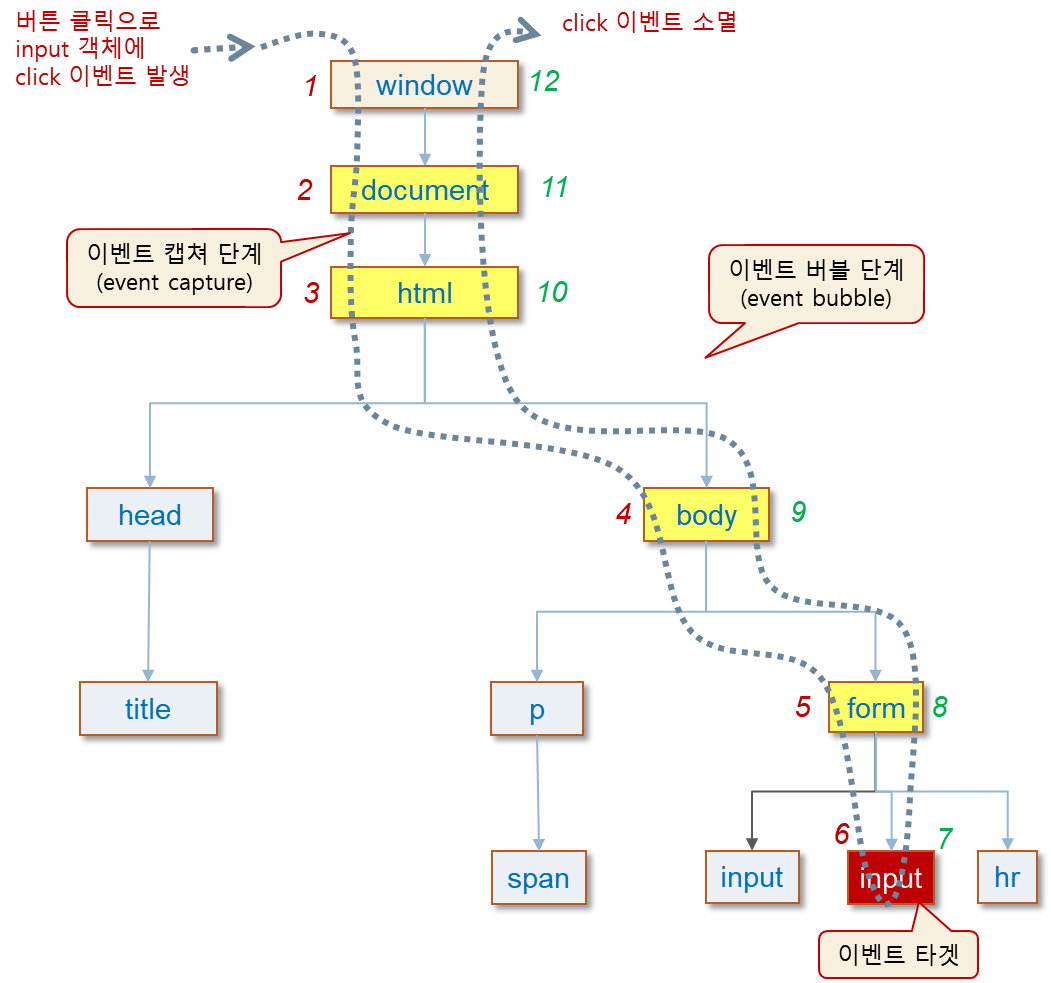 버튼 클릭으로
input 객체에
click 이벤트 발생
click 이벤트 소멸
1 window 12
2 document 11
이벤트 캡쳐 단계
(event capture)
3 html 10
이벤트 버블 단계
(event bubble)
head
4 body 9
title
p
5 form 8
6 7
span
input
input
hr
이벤트 타겟